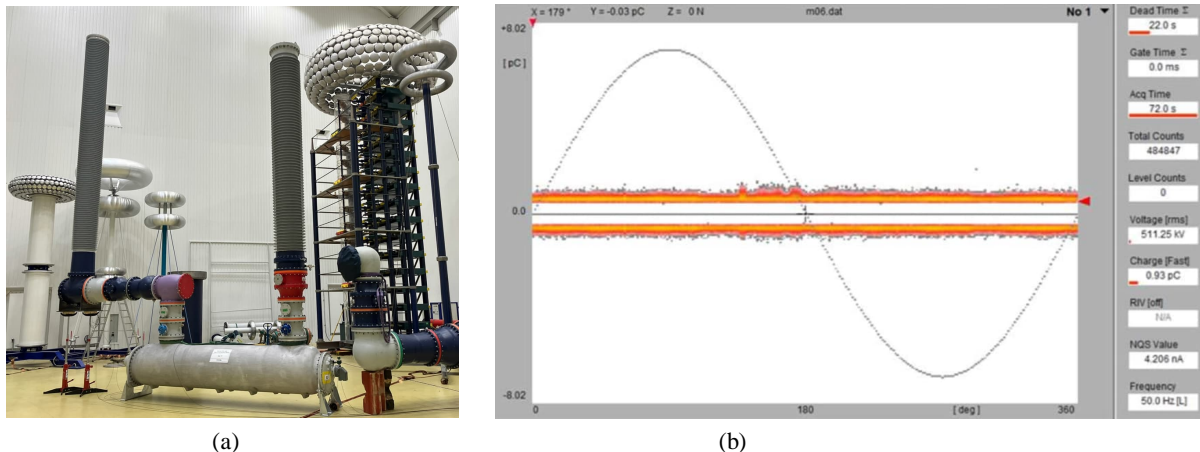 X = 179 ° Y = -0.03 pC Z = 0 N m06.dat No 1
+8.02
[ pC ]
0.0
-8.02
0 180 [ deg ] 360
Dead Time Σ
22.0 s
Gate Time Σ
0.0 ms
Acq Time
72.0 s
Total Counts
484847
Level Counts
0
Voltage [rms]
511.25 kV
Charge [Fast]
0.93 pC
RIV [off]
N/A
NQS Value
4.206 nA
Frequency
50.0 Hz [L]
(a) (b)